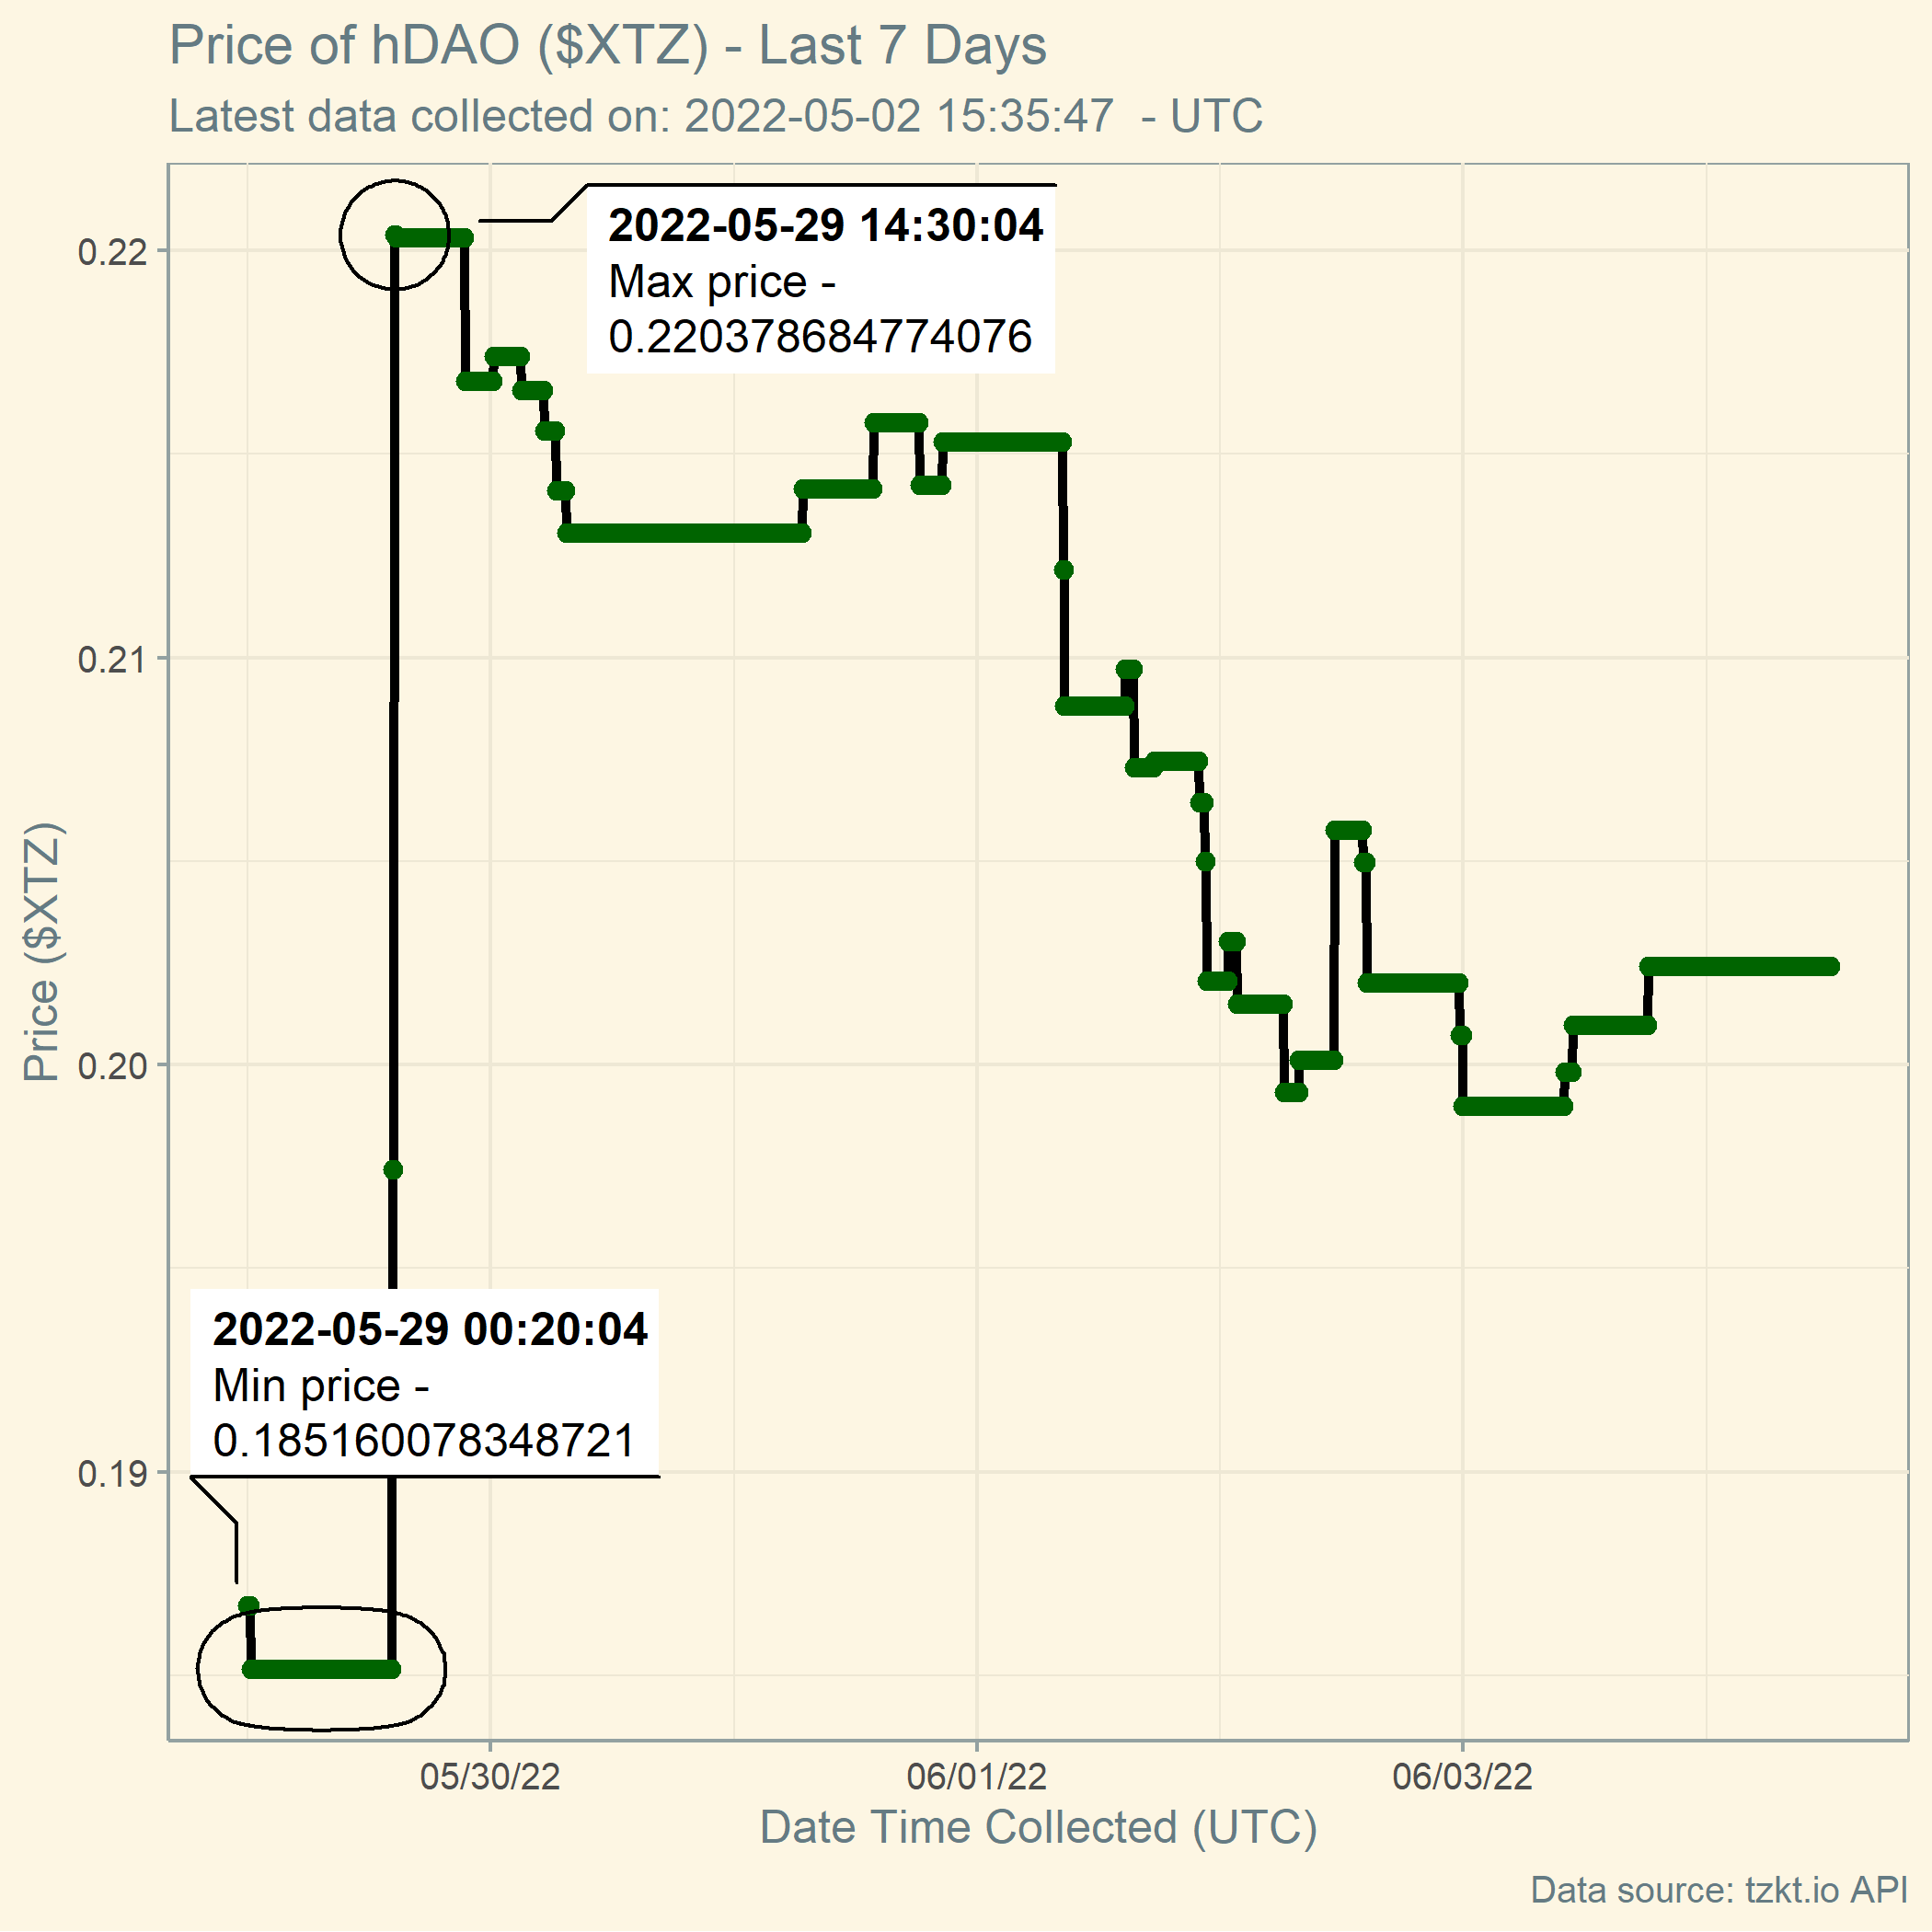 Price of hDAO ($XTZ) - Last 7 Days
Latest data collected on: 2022-05-02 15:35:47  - UTC
2022-05-29 14:30:04
Max price -
0.220378684774076
0.22
0.21
0.20
0.19
Price ($XTZ)
2022-05-29 00:20:04
Min price -
0.185160078348721
05/30/22
06/01/22
06/03/22
Date Time Collected (UTC)
Data source: tzkt.io API